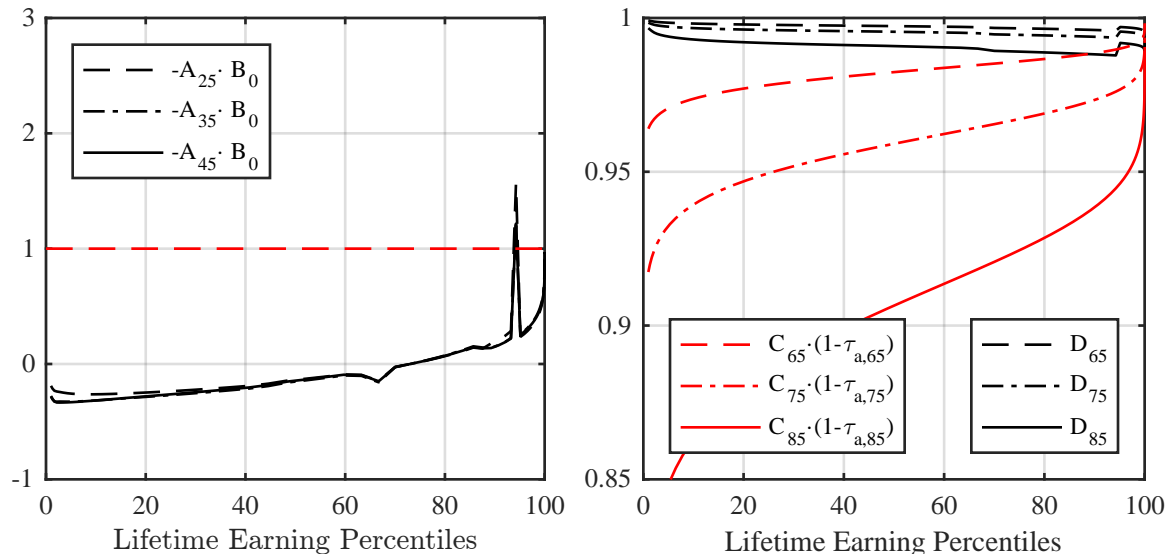 3
2
1
0
-1
-A25· B0
-A35· B0
-A45· B0
0 20 40 60 80 100
Lifetime Earning Percentiles
1
0.95
0.9
0.85
C65·(1-τa,65)
C75·(1-τa,75)
C85·(1-τa,85)
D65
D75
D85
0 20 40 60 80 100
Lifetime Earning Percentiles